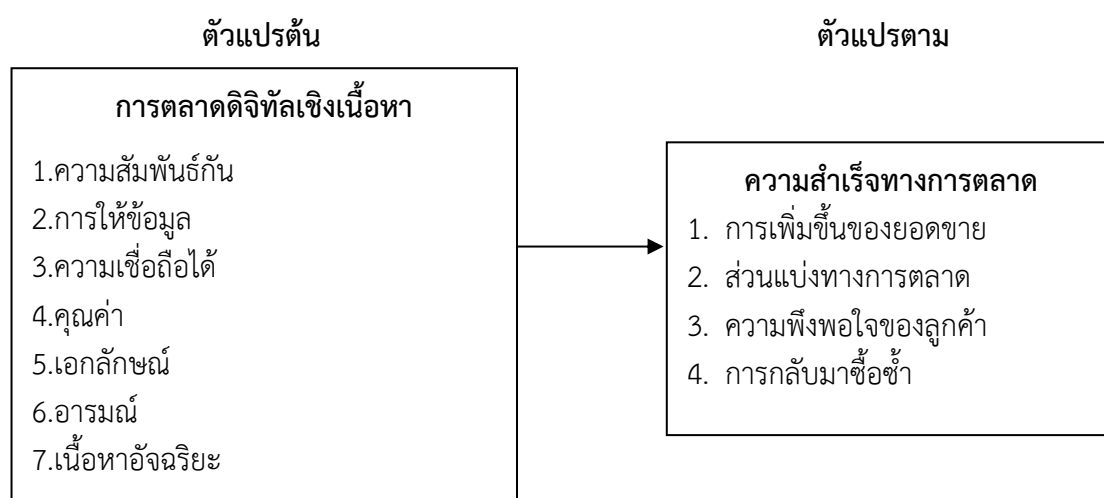 ตัวแปรต้น
ตัวแปรตาม
การตลาดดิจิทัลเชิงเนื้อหา
1.ความสัมพันธ์กัน
2.การให้ข้อมูล
3.ความเชื่อถือได้
4.คุณค่า
5.เอกลักษณ์
6.อารมณ์
7.เนื้อหาอัจฉริยะ
ความสำเร็จทางการตลาด
1. การเพิ่มขึ้นของยอดขาย
2. ส่วนแบ่งทางการตลาด
3. ความพึงพอใจของลูกค้า
4. การกลับมาซื้อซ้ำ